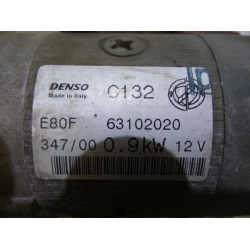 DENSO
Made in Italy
C132
E80F 63102020
347/00 0.9kW 12V